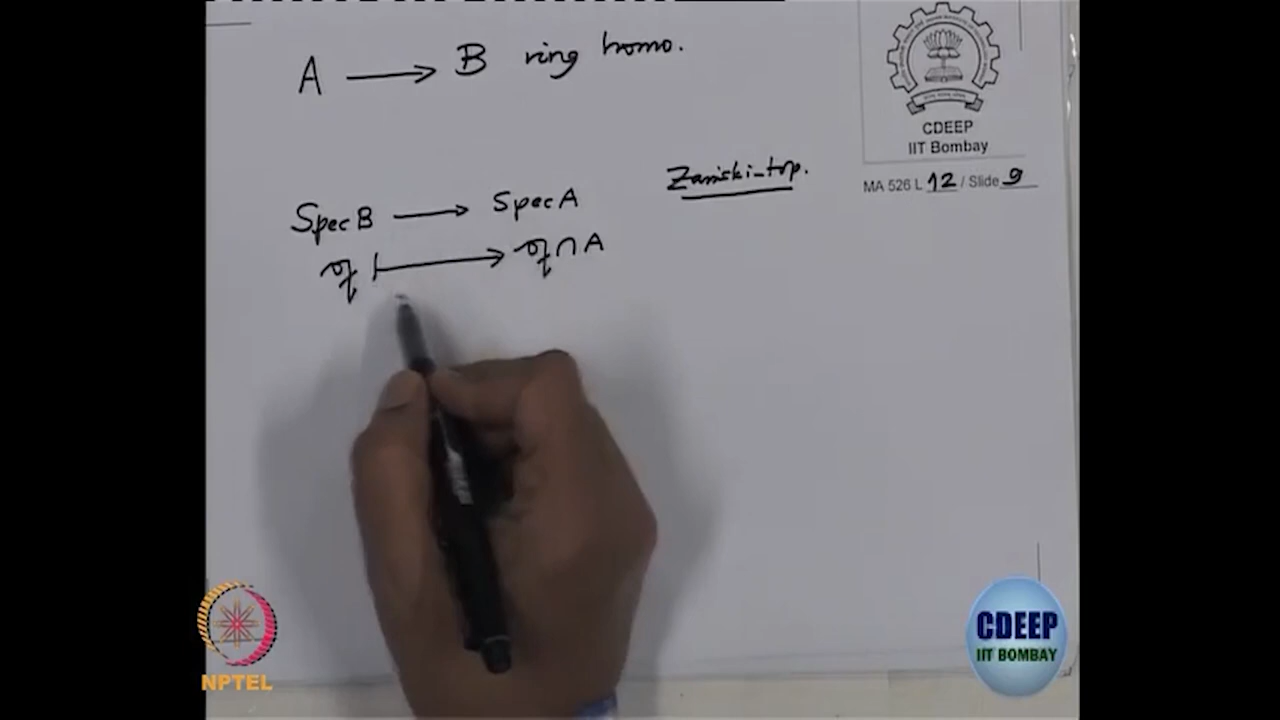 A ⟶ B ring homo.
CDEEP
IIT Bombay
MA 526 L 12 / Slide 9
Zariski-top.
Spec B ⟶ Spec A
𝔮 ⟼ 𝔮 ∩ A
NPTEL
CDEEP
IIT BOMBAY